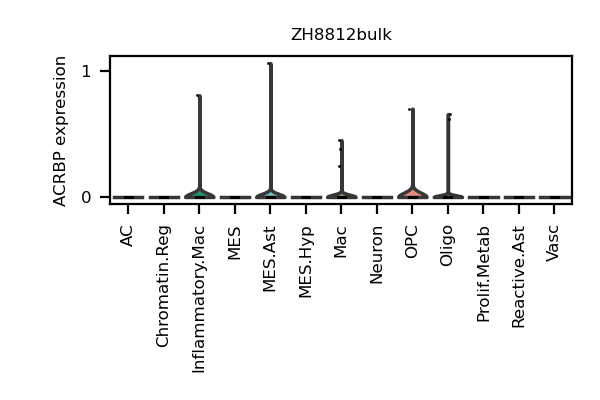 ZH8812bulk
ACRBP expression
1
0
AC
Chromatin.Reg
Inflammatory.Mac
MES
MES.Ast
MES.Hyp
Mac
Neuron
OPC
Oligo
Prolif.Metab
Reactive.Ast
Vasc